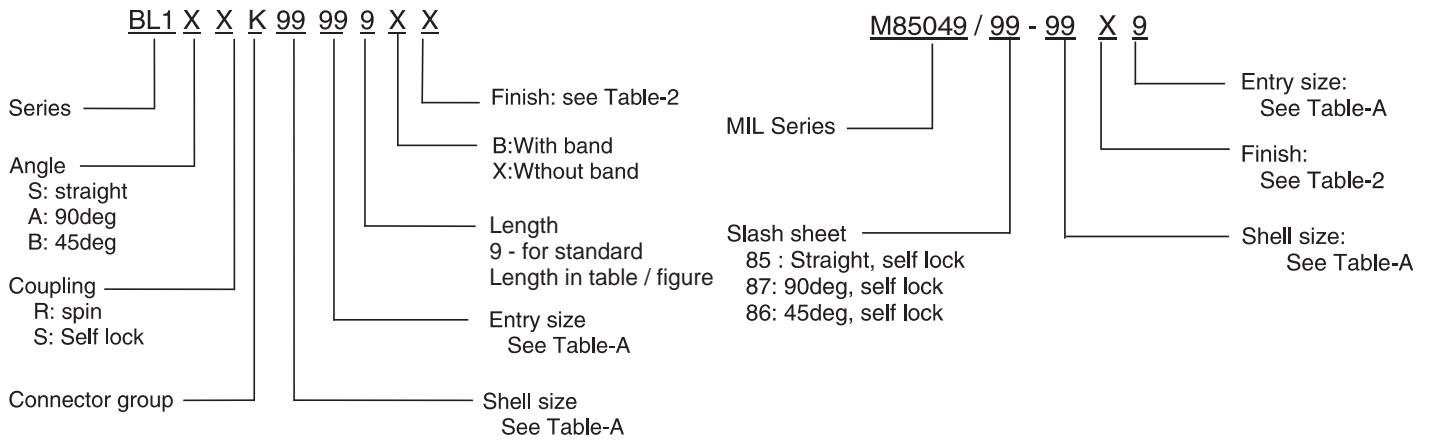 BL1 X X K 99 99 9 X X
Series
Angle
S: straight
A: 90deg
B: 45deg
Coupling
R: spin
S: Self lock
Connector group
Finish: see Table-2
B:With band
X:Wthout band
Length
9 - for standard
Length in table / figure
Entry size
See Table-A
Shell size
See Table-A
M85049 / 99 - 99 X 9
MIL Series
Slash sheet
85 : Straight, self lock
87: 90deg, self lock
86: 45deg, self lock
Entry size:
See Table-A
Finish:
See Table-2
Shell size:
See Table-A